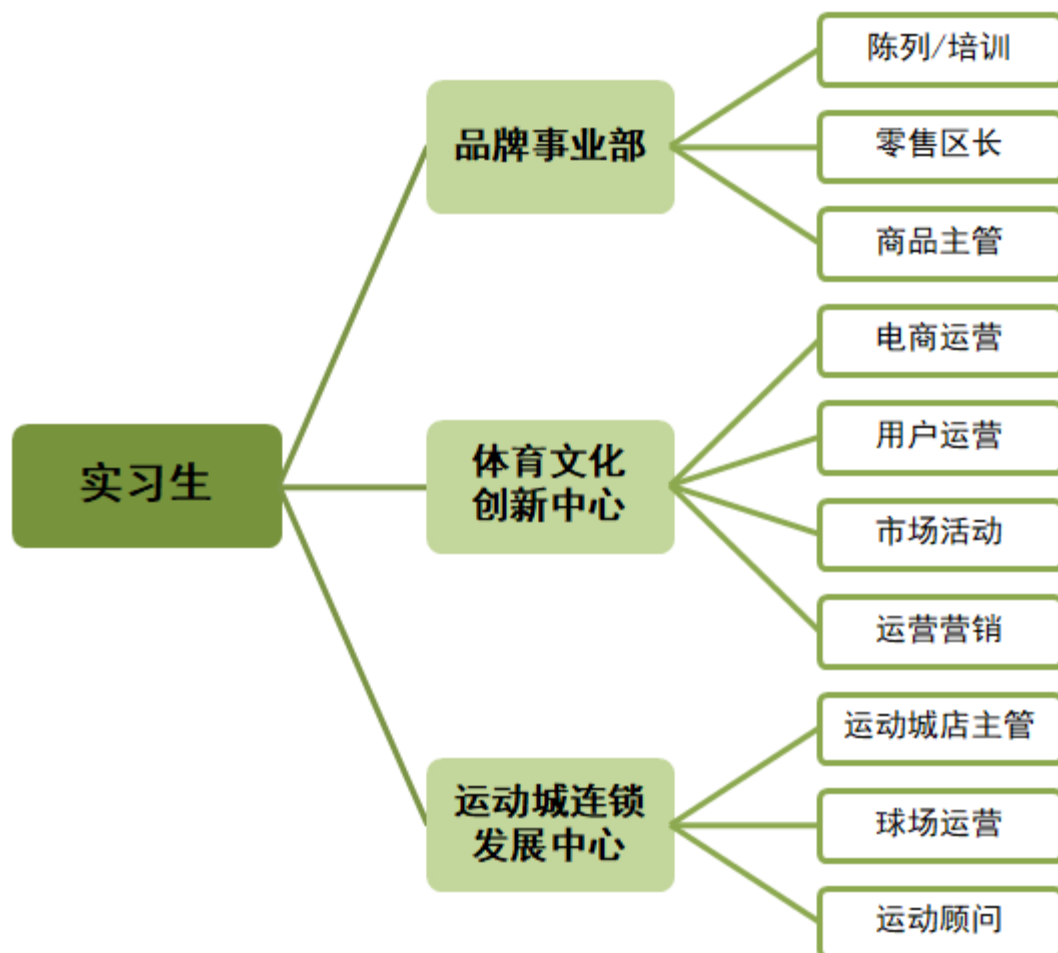 实习生
品牌事业部
陈列/培训
零售区长
商品主管
体育文化
创新中心
电商运营
用户运营
市场活动
运营营销
运动城连锁
发展中心
运动城店主管
球场运营
运动顾问